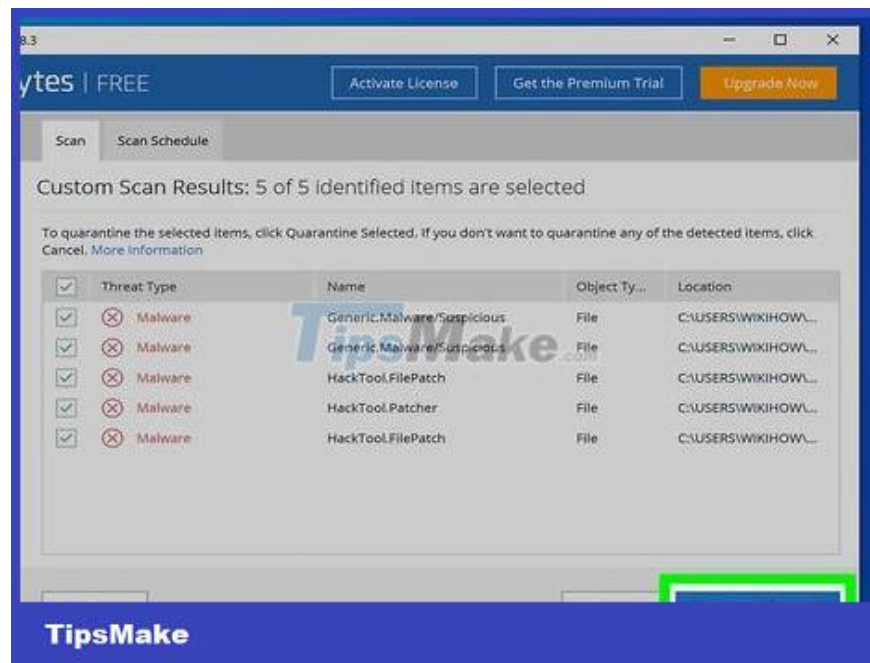 8.3
ytes | FREE
Activate License
Get the Premium Trial
Upgrade Now
Scan
Scan Schedule
Custom Scan Results: 5 of 5 identified items are selected
To quarantine the selected items, click Quarantine Selected. If you don't want to quarantine any of the detected items, click
Cancel. More Information
Threat Type Name Object Ty... Location
Malware Generic.Malware/Suspicious File C:\USERS\WIKIHOW\...
Malware Generic.Malware/Suspicious File C:\USERS\WIKIHOW\...
Malware HackTool.FilePatch File C:\USERS\WIKIHOW\...
Malware HackTool.Patcher File C:\USERS\WIKIHOW\...
Malware HackTool.FilePatch File C:\USERS\WIKIHOW\...
TipsMake.com
TipsMake